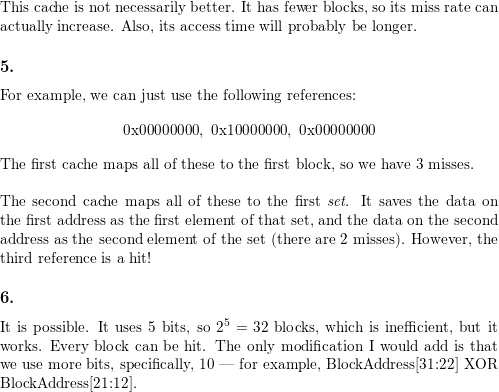 This cache is not necessarily better. It has fewer blocks, so its miss rate can
actually increase. Also, its access time will probably be longer.
5.
For example, we can just use the following references:
0x00000000, 0x10000000, 0x00000000
The first cache maps all of these to the first block, so we have 3 misses.
The second cache maps all of these to the first set. It saves the data on
the first address as the first element of that set, and the data on the second
address as the second element of the set (there are 2 misses). However, the
third reference is a hit!
6.
It is possible. It uses 5 bits, so 2^5 = 32 blocks, which is inefficient, but it
works. Every block can be hit. The only modification I would add is that
we use more bits, specifically, 10 — for example, BlockAddress[31:22] XOR
BlockAddress[21:12].